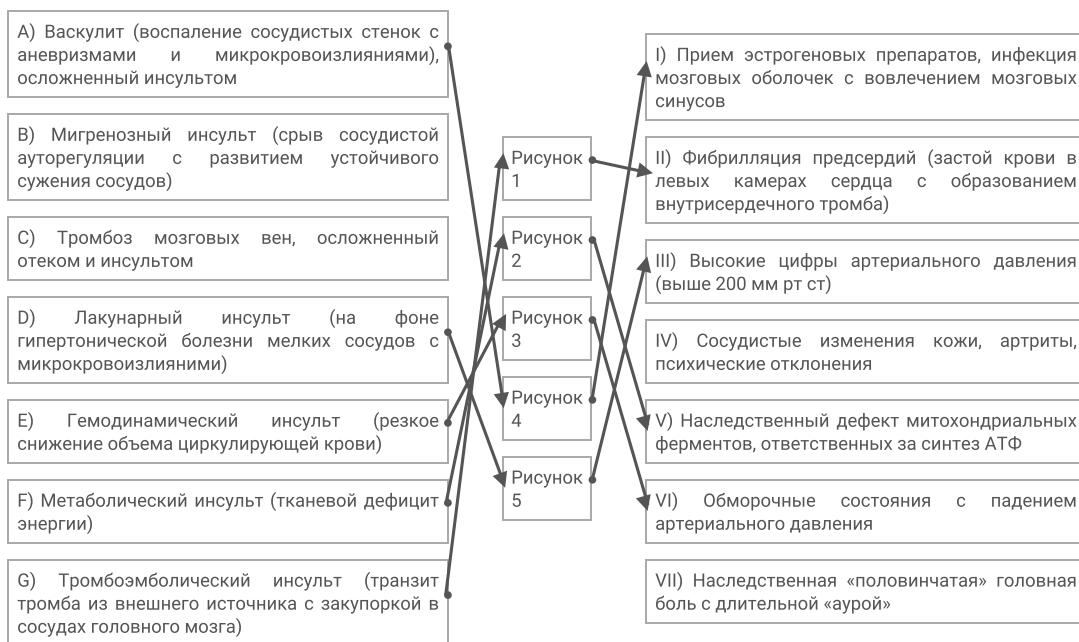 A) Васкулит (воспаление сосудистых стенок с
аневризмами и микрокровоизлияниями),
осложненный инсультом
B) Мигренозный инсульт (срыв сосудистой
ауторегуляции с развитием устойчивого
сужения сосудов)
C) Тромбоз мозговых вен, осложненный
отеком и инсультом
D) Лакунарный инсульт (на фоне
гипертонической болезни мелких сосудов с
микрокровоизлияними)
E) Гемодинамический инсульт (резкое
снижение объема циркулирующей крови)
F) Метаболический инсульт (тканевой дефицит
энергии)
G) Тромбоэмболический инсульт (транзит
тромба из внешнего источника с закупоркой в
сосудах головного мозга)
Рисунок
1
Рисунок
2
Рисунок
3
Рисунок
4
Рисунок
5
I) Прием эстрогеновых препаратов, инфекция
мозговых оболочек с вовлечением мозговых
синусов
II) Фибрилляция предсердий (застой крови в
левых камерах сердца с образованием
внутрисердечного тромба)
III) Высокие цифры артериального давления
(выше 200 мм рт ст)
IV) Сосудистые изменения кожи, артриты,
психические отклонения
V) Наследственный дефект митохондриальных
ферментов, ответственных за синтез АТФ
VI) Обморочные состояния с падением
артериального давления
VII) Наследственная «половинчатая» головная
боль с длительной «аурой»